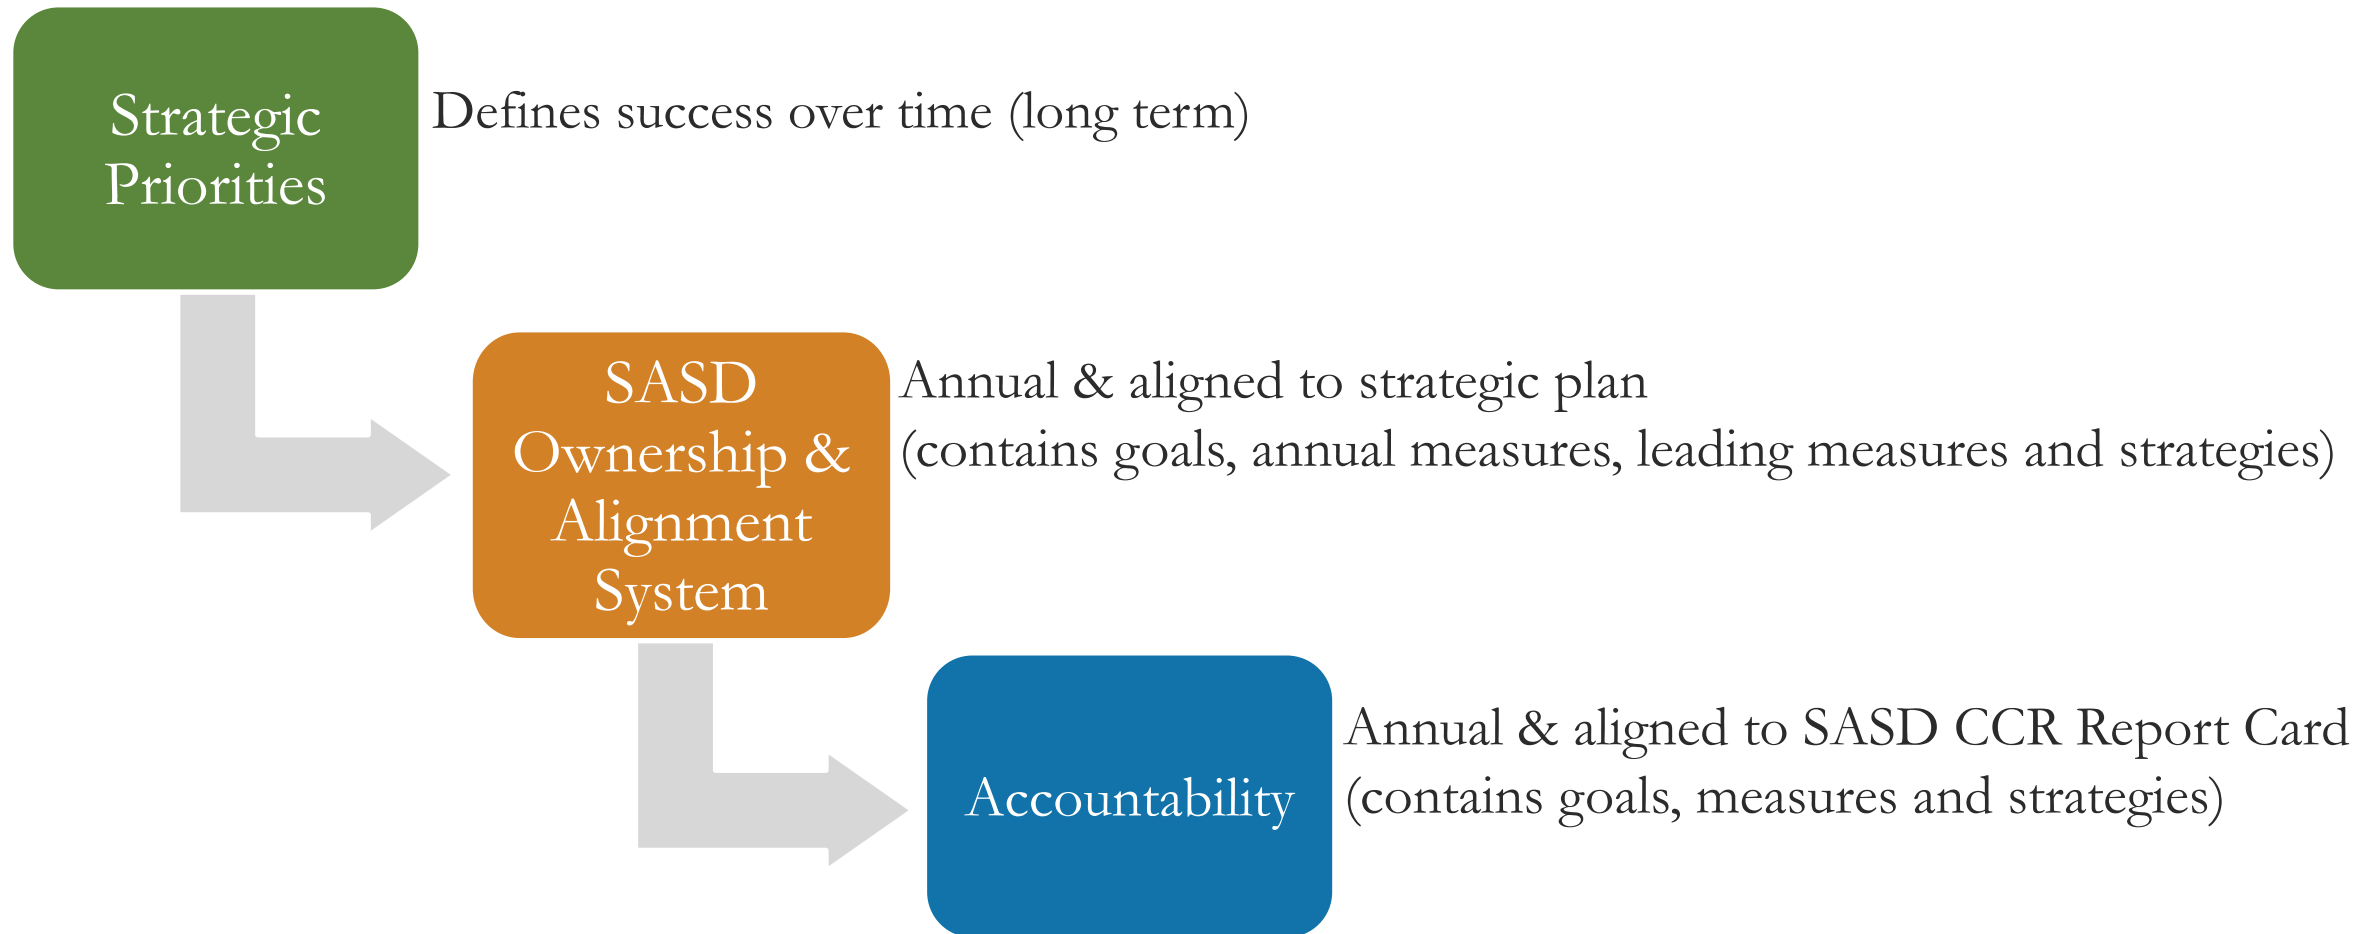 Strategic
Priorities
Defines success over time (long term)
SASD
Ownership &
Alignment
System
Annual & aligned to strategic plan
(contains goals, annual measures, leading measures and strategies)
Accountability
Annual & aligned to SASD CCR Report Card
(contains goals, measures and strategies)